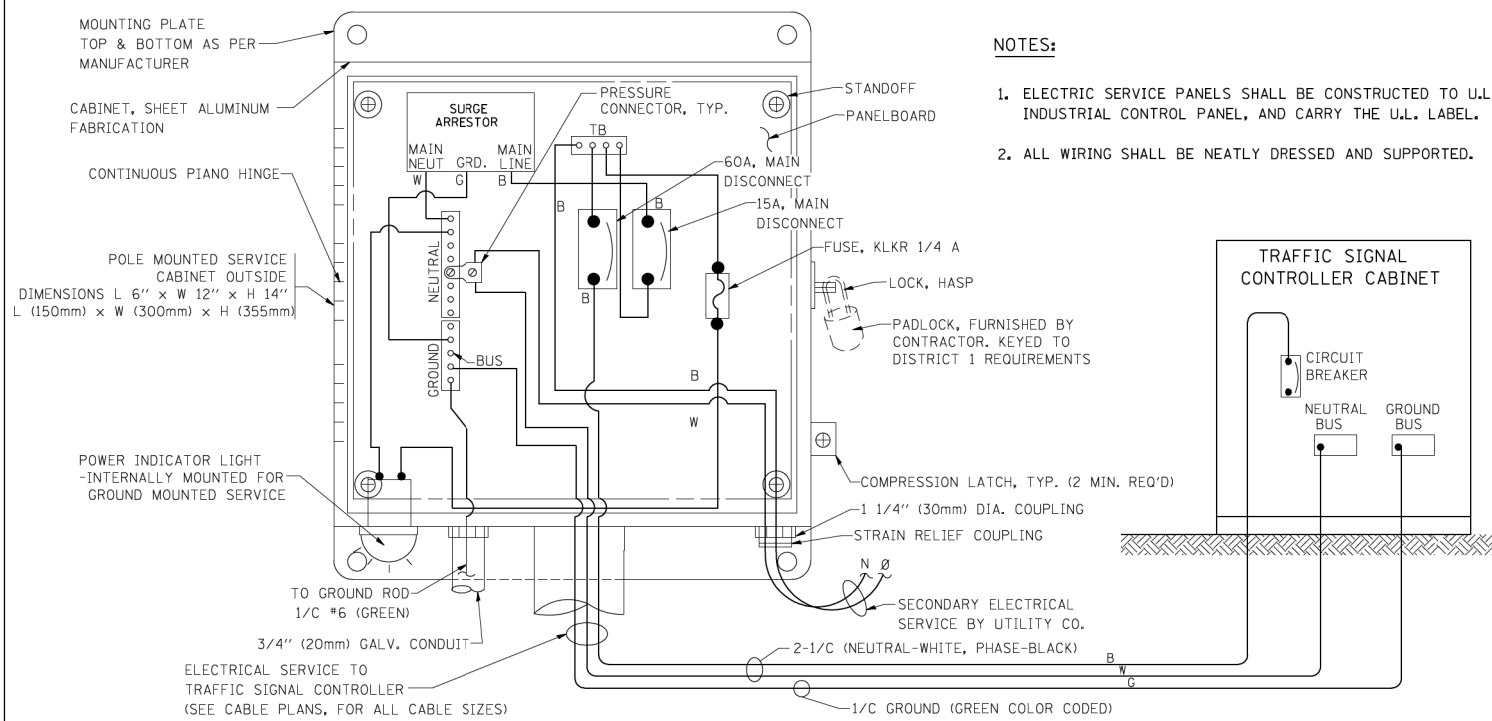 MOUNTING PLATE
TOP & BOTTOM AS PER
MANUFACTURER
CABINET, SHEET ALUMINUM
FABRICATION
CONTINUOUS PIANO HINGE
POLE MOUNTED SERVICE
CABINET OUTSIDE
DIMENSIONS L 6" x W 12" x H 14"
L (150mm) x W (300mm) x H (355mm)
POWER INDICATOR LIGHT
-INTERNALLY MOUNTED FOR
GROUND MOUNTED SERVICE
TO GROUND ROD
1/C #6 (GREEN)
3/4" (20mm) GALV. CONDUIT
ELECTRICAL SERVICE TO
TRAFFIC SIGNAL CONTROLLER
(SEE CABLE PLANS, FOR ALL CABLE SIZES)
SURGE
ARRESTOR
MAIN
NEUT
GRD.
MAIN
LINE
W
G
B
PRESSURE
CONNECTOR, TYP.
TB
NEUTRAL
GROUND
BUS
B
B
B
B
W
60A, MAIN
DISCONNECT
15A, MAIN
DISCONNECT
STANDOFF
PANELBOARD
FUSE, KLKR 1/4 A
LOCK, HASP
PADLOCK, FURNISHED BY
CONTRACTOR. KEYED TO
DISTRICT 1 REQUIREMENTS
COMPRESSION LATCH, TYP. (2 MIN. REQ'D)
1 1/4" (30mm) DIA. COUPLING
STRAIN RELIEF COUPLING
N Ø
SECONDARY ELECTRICAL
SERVICE BY UTILITY CO.
2-1/C (NEUTRAL-WHITE, PHASE-BLACK)
B
W
G
1/C GROUND (GREEN COLOR CODED)
NOTES:
1. ELECTRIC SERVICE PANELS SHALL BE CONSTRUCTED TO U.L
INDUSTRIAL CONTROL PANEL, AND CARRY THE U.L. LABEL.
2. ALL WIRING SHALL BE NEATLY DRESSED AND SUPPORTED.
TRAFFIC SIGNAL
CONTROLLER CABINET
CIRCUIT
BREAKER
NEUTRAL
BUS
GROUND
BUS